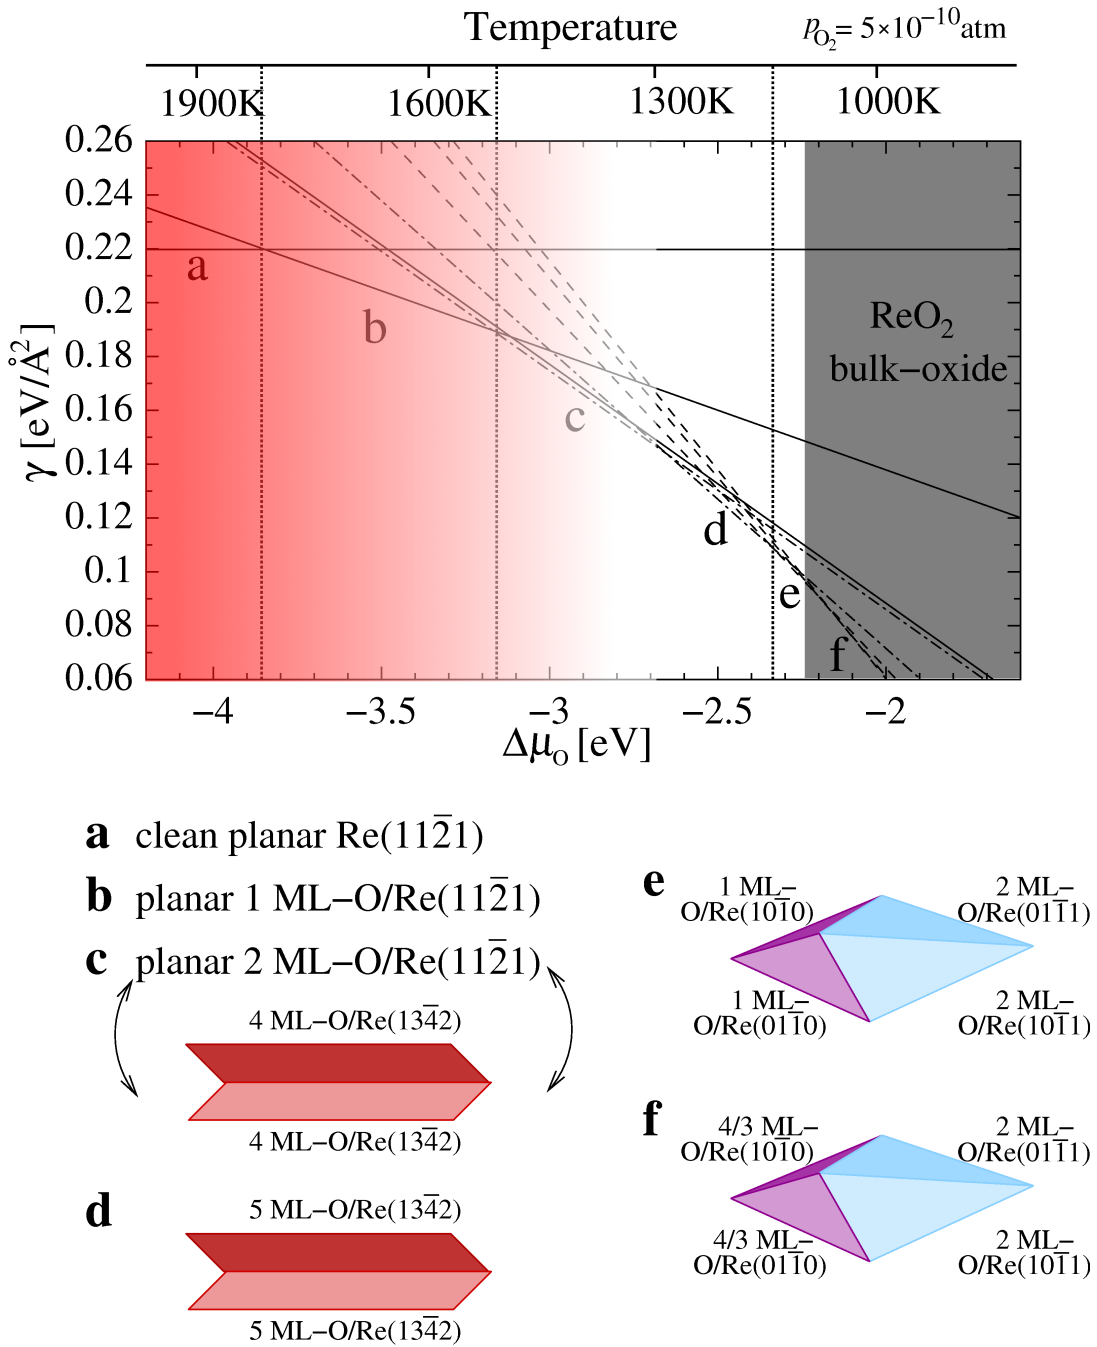 Temperature
pO₂= 5×10⁻¹⁰atm
1900K 1600K 1300K 1000K
0.26
0.24
0.22
0.2
0.18
0.16
0.14
0.12
0.1
0.08
0.06
γ [eV/Å²]
a
b
c
d
e
f
ReO₂
bulk−oxide
−4 −3.5 −3 −2.5 −2
Δμ_O [eV]
a clean planar Re(112̅1)
b planar 1 ML−O/Re(112̅1)
c planar 2 ML−O/Re(112̅1)
4 ML−O/Re(134̅2)
4 ML−O/Re(134̅2)
d
5 ML−O/Re(134̅2)
5 ML−O/Re(134̅2)
e
1 ML−
O/Re(101̅0)
2 ML−
O/Re(011̅1)
1 ML−
O/Re(011̅0)
2 ML−
O/Re(101̅1)
f
4/3 ML−
O/Re(101̅0)
2 ML−
O/Re(011̅1)
4/3 ML−
O/Re(011̅0)
2 ML−
O/Re(101̅1)